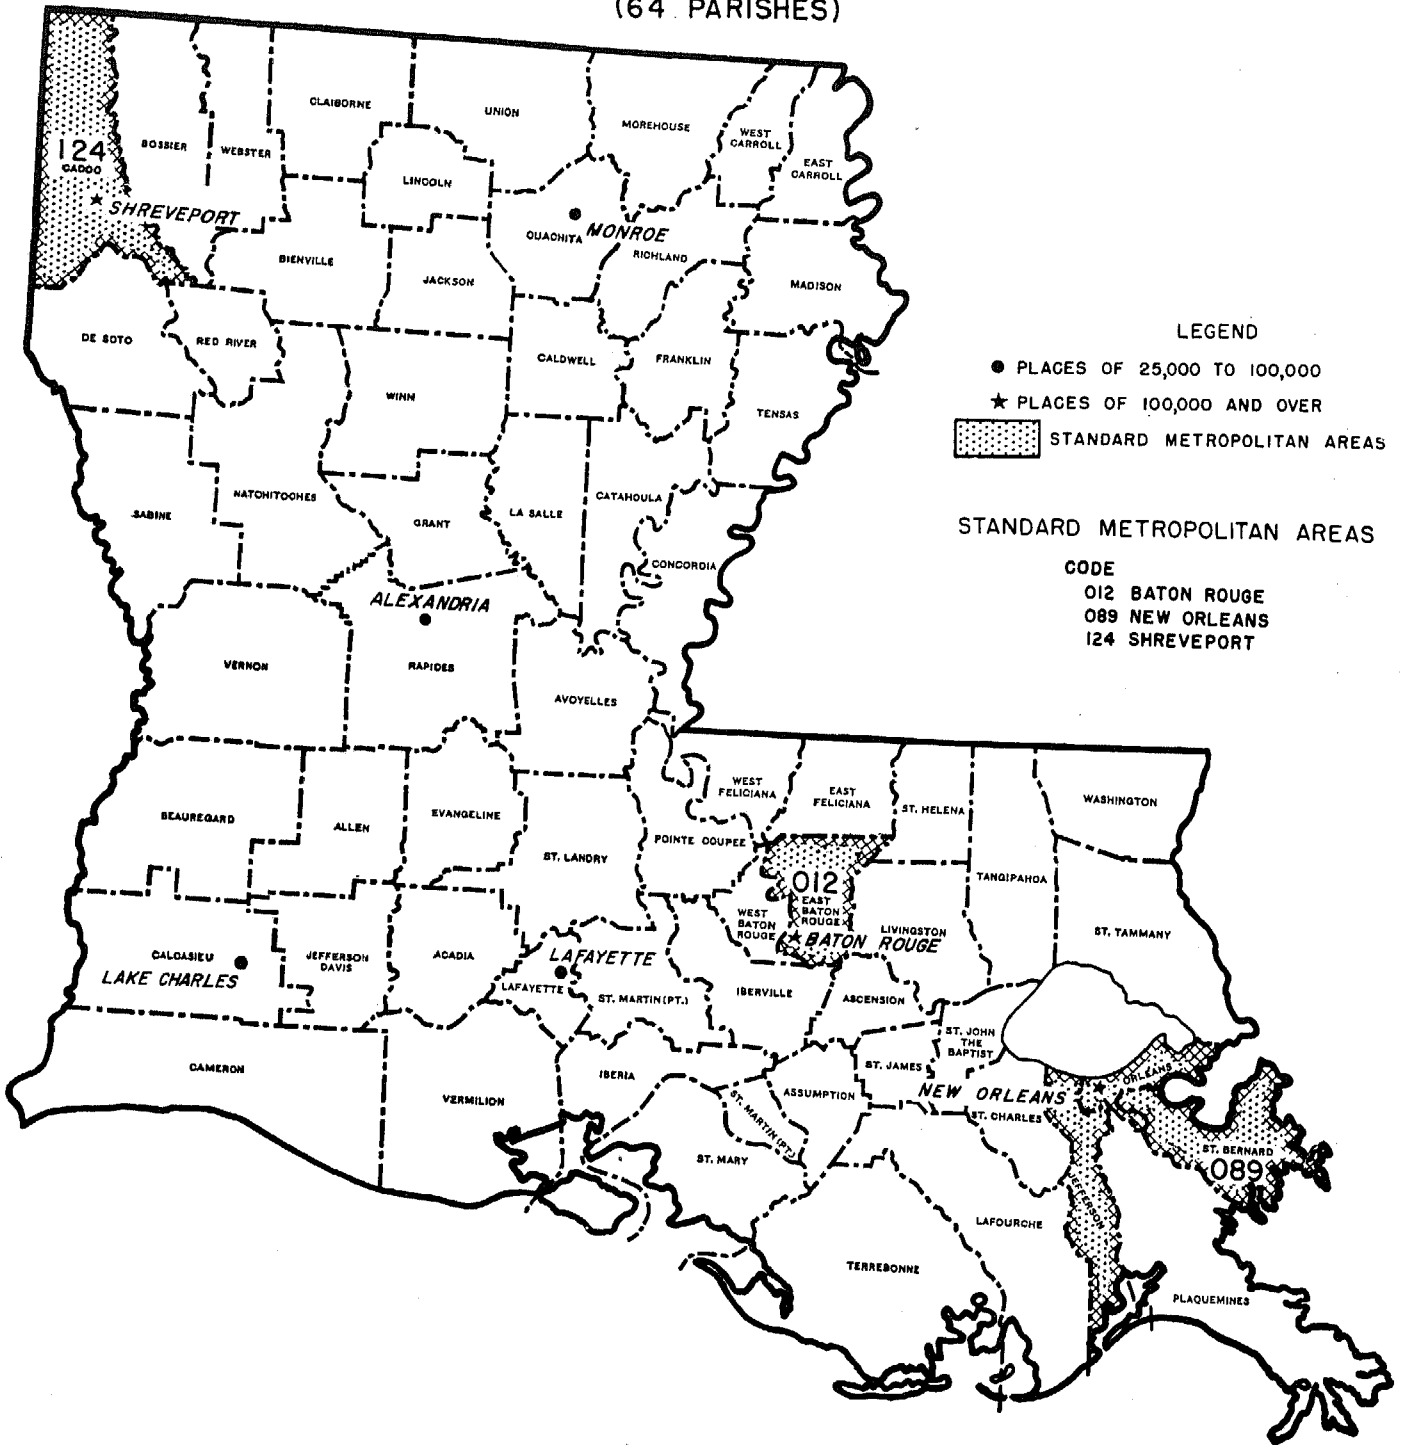 (64 PARISHES)
CLAIBORNE
UNION
MOREHOUSE
WEST
CARROLL
EAST
CARROLL
BOSSIER
WEBSTER
LINCOLN
124
CADDO
SHREVEPORT
OUACHITA
MONROE
RICHLAND
BIENVILLE
JACKSON
MADISON
DE SOTO
RED RIVER
CALDWELL
FRANKLIN
WINN
TENSAS
LEGEND
PLACES OF 25,000 TO 100,000
PLACES OF 100,000 AND OVER
STANDARD METROPOLITAN AREAS
SABINE
NATCHITOCHES
GRANT
LA SALLE
CATAHOULA
CONCORDIA
STANDARD METROPOLITAN AREAS
CODE
012 BATON ROUGE
089 NEW ORLEANS
124 SHREVEPORT
ALEXANDRIA
VERNON
RAPIDES
AVOYELLES
BEAUREGARD
ALLEN
EVANGELINE
ST. LANDRY
POINTE COUPEE
WEST
FELICIANA
EAST
FELICIANA
ST. HELENA
WASHINGTON
TANGIPAHOA
012
EAST
BATON
ROUGE
WEST
BATON
ROUGE
BATON ROUGE
LIVINGSTON
ST. TAMMANY
CALCASIEU
LAKE CHARLES
JEFFERSON
DAVIS
ACADIA
LAFAYETTE
LAFAYETTE
ST. MARTIN (PT.)
IBERVILLE
ASCENSION
ST. JOHN
THE
BAPTIST
CAMERON
VERMILION
IBERIA
ST. JAMES
ASSUMPTION
NEW ORLEANS
ORLEANS
ST. CHARLES
ST. MARTIN (PT.)
ST. MARY
ST. BERNARD
089
JEFFERSON
LAFOURCHE
TERREBONNE
PLAQUEMINES